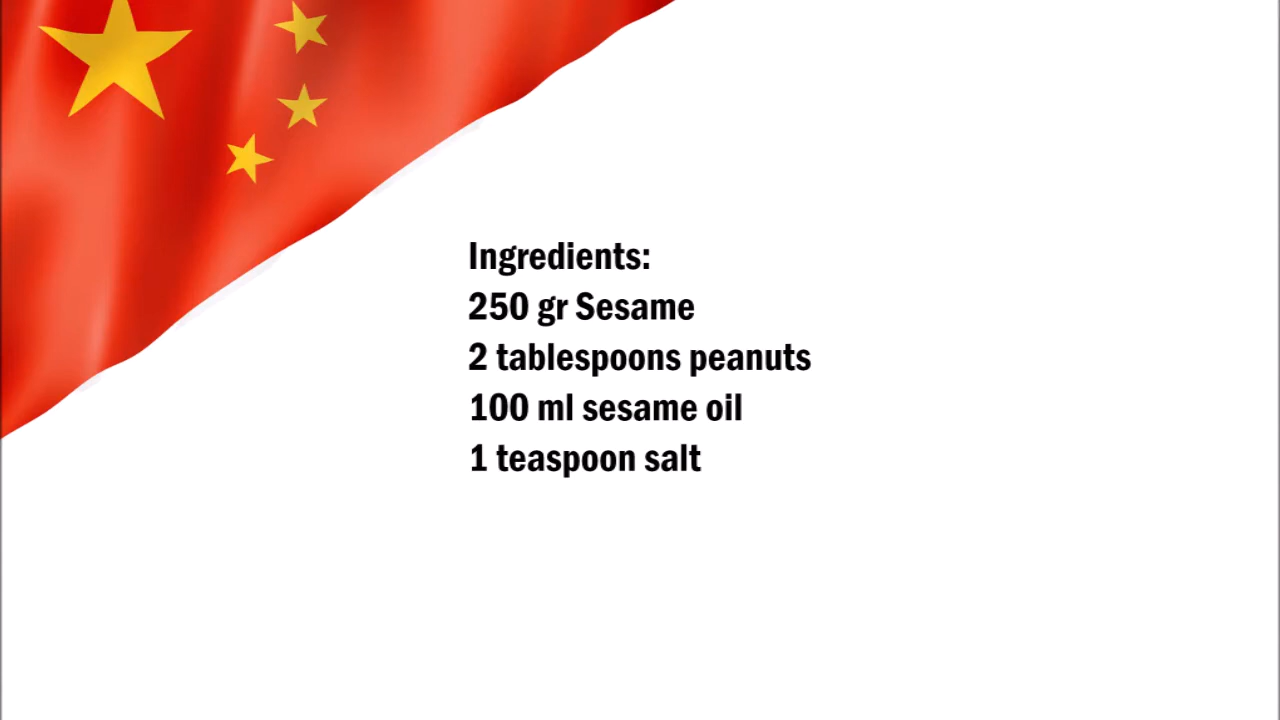 Ingredients:
250 gr Sesame
2 tablespoons peanuts
100 ml sesame oil
1 teaspoon salt